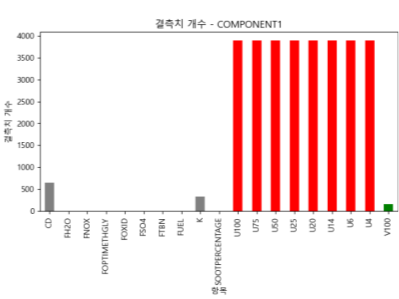 결측치 개수 - COMPONENT1
결측치 개수
4000
3500
3000
2500
2000
1500
1000
500
0
CD
FH2O
FNOX
FOPTIMETHGLY
FOXID
FSO4
FTBN
FUEL
K
SOOTPERCENTAGE
U100
U75
U50
U25
U20
U14
U6
U4
V100
항목